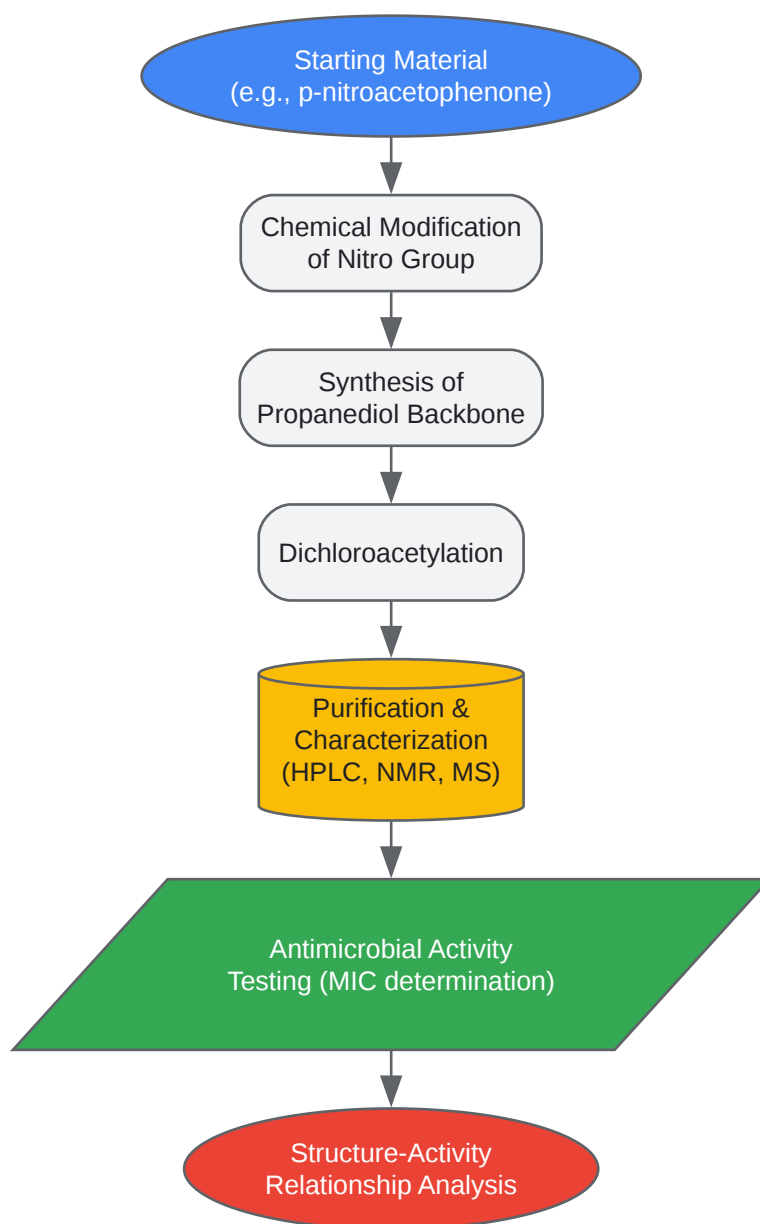 Starting Material
(e.g., p-nitroacetophenone)
Chemical Modification
of Nitro Group
Synthesis of
Propanediol Backbone
Dichloroacetylation
Purification &
Characterization
(HPLC, NMR, MS)
Antimicrobial Activity
Testing (MIC determination)
Structure-Activity
Relationship Analysis